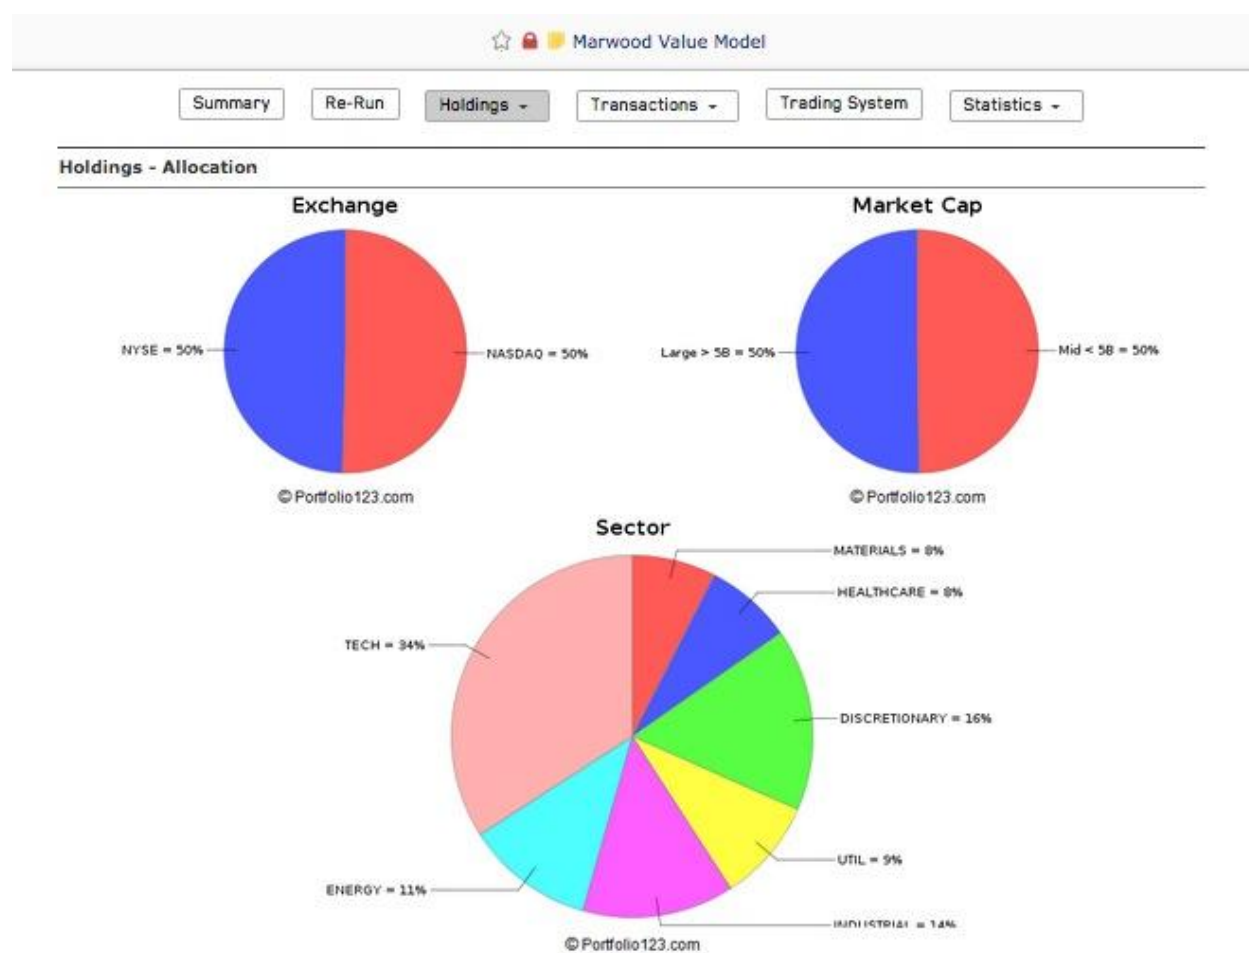 Marwood Value Model
Summary Re-Run Holdings Transactions Trading System Statistics
Holdings - Allocation
Exchange
NYSE = 50%
NASDAQ = 50%
© Portfolio123.com
Market Cap
Large > 5B = 50%
Mid < 5B = 50%
© Portfolio123.com
Sector
MATERIALS = 8%
HEALTHCARE = 8%
TECH = 34%
DISCRETIONARY = 16%
UTIL = 9%
ENERGY = 11%
INDUSTRIAL = 14%
© Portfolio123.com